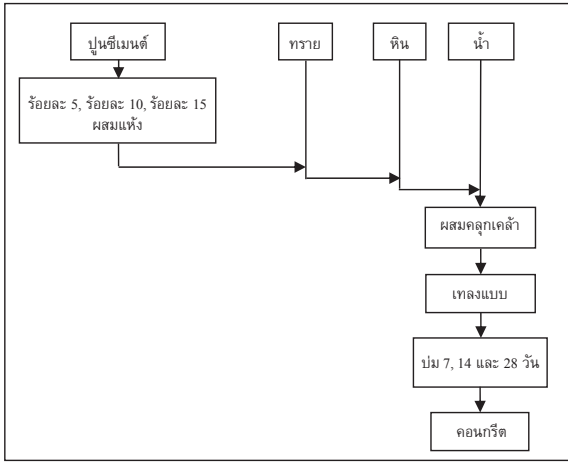 ปูนซีเมนต์
ทราย
หิน
น้ำ
ร้อยละ 5, ร้อยละ 10, ร้อยละ 15
ผสมแห้ง
ผสมคลุกเคล้า
เทลงแบบ
บ่ม 7, 14 และ 28 วัน
คอนกรีต